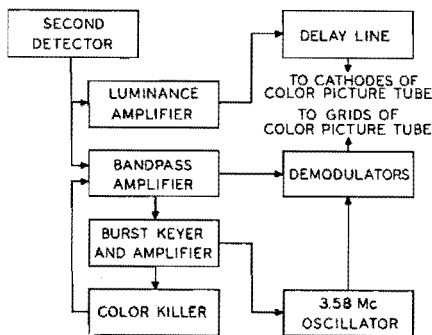 SECOND
DETECTOR
DELAY LINE
TO CATHODES OF
COLOR PICTURE TUBE
LUMINANCE
AMPLIFIER
TO GRIDS OF
COLOR PICTURE TUBE
BANDPASS
AMPLIFIER
DEMODULATORS
BURST KEYER
AND AMPLIFIER
COLOR KILLER
3.58 Mc
OSCILLATOR